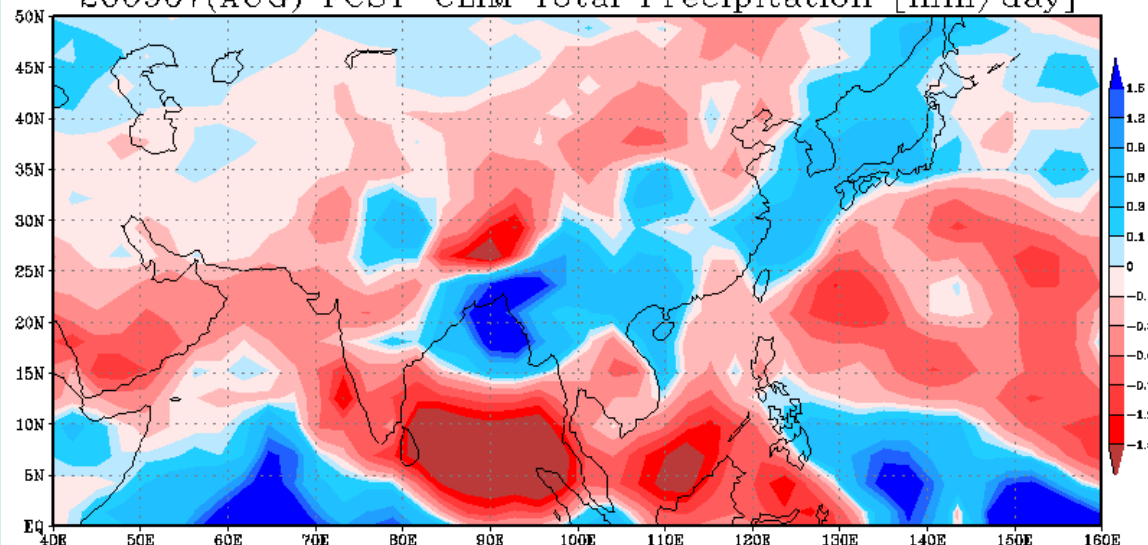 FCST-CLIM Total Precipitation [mm/day]
50N
45N
40N
35N
30N
25N
20N
15N
10N
5N
EQ
40E 50E 60E 70E 80E 90E 100E 110E 120E 130E 140E 150E 160E
1.5
1.2
0.9
0.6
0.3
0.1
0